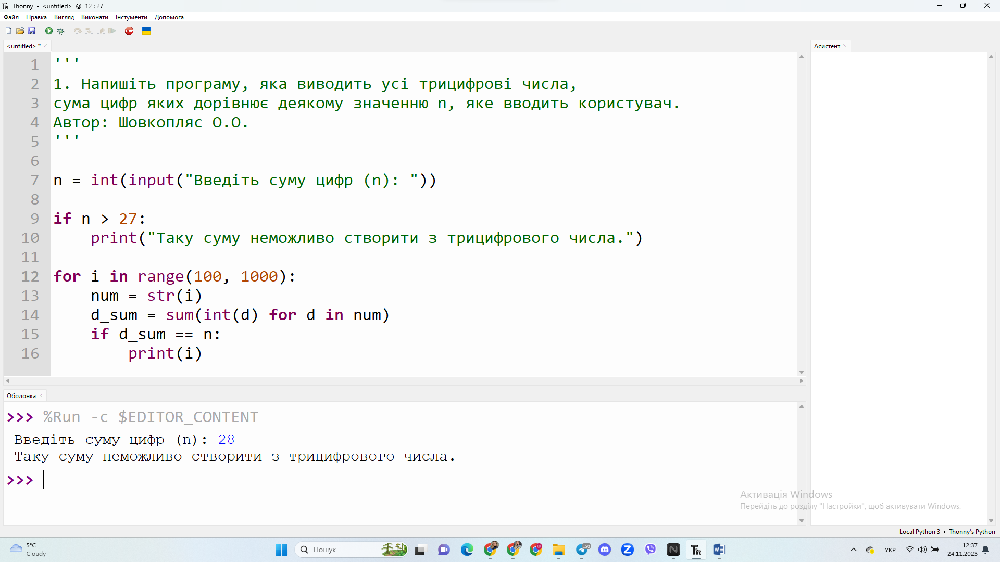 Thonny - <untitled> @ 12 : 27
Файл Правка Вигляд Виконати Інстументи Допомога
STOP
<untitled> *
Асистент
1 '''
2 1. Напишіть програму, яка виводить усі трицифрові числа,
3 сума цифр яких дорівнює деякому значенню n, яке вводить користувач.
4 Автор: Шовкопляс О.О.
5 '''
6
7 n = int(input("Введіть суму цифр (n): "))
8
9 if n > 27:
10     print("Таку суму неможливо створити з трицифрового числа.")
11
12 for i in range(100, 1000):
13     num = str(i)
14     d_sum = sum(int(d) for d in num)
15     if d_sum == n:
16         print(i)
Оболонка
>>> %Run -c $EDITOR_CONTENT
Введіть суму цифр (n): 28
Таку суму неможливо створити з трицифрового числа.
>>>
Активація Windows
Перейдіть до розділу "Настройки", щоб активувати Windows.
Local Python 3 • Thonny's Python
5°C
Cloudy
Пошук
50
УКР
12:37
24.11.2023